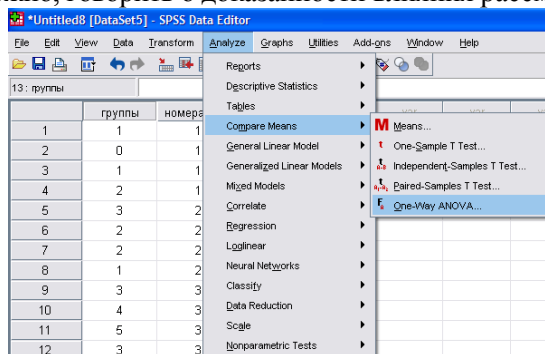 говорить о доказанности влияния
*Untitled8 [DataSet5] - SPSS Data Editor
File Edit View Data Transform Analyze Graphs Utilities Add-ons Window Help
13 : группы
группы номера
1 1 1
2 0 1
3 1 1
4 2 1
5 3 2
6 2 2
7 2 2
8 1 2
9 3 3
10 4 3
11 5 3
12 3 3
Reports
Descriptive Statistics
Tables
Compare Means
General Linear Model
Generalized Linear Models
Mixed Models
Correlate
Regression
Loglinear
Neural Networks
Classify
Data Reduction
Scale
Nonparametric Tests
M Means...
t One-Sample T Test...
Independent-Samples T Test...
Paired-Samples T Test...
One-Way ANOVA...